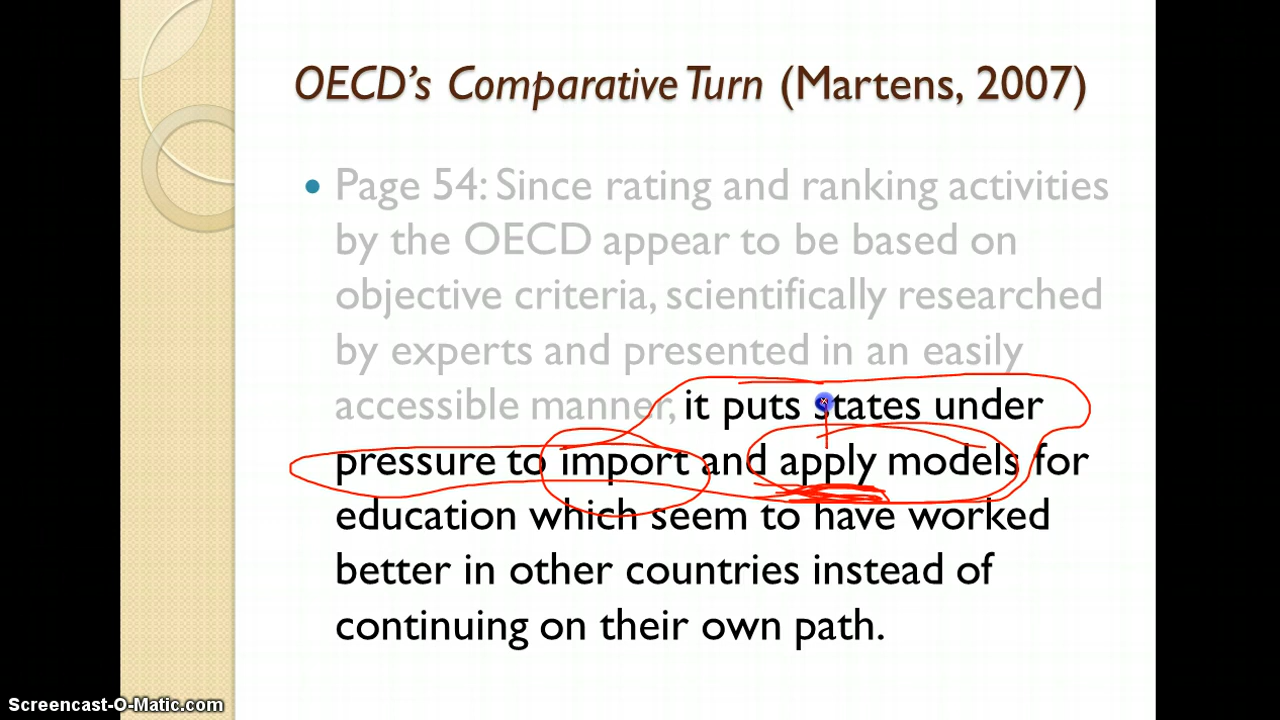 OECD's Comparative Turn (Martens, 2007)
• Page 54: Since rating and ranking activities
by the OECD appear to be based on
objective criteria, scientifically researched
by experts and presented in an easily
accessible manner, it puts states under
pressure to import and apply models for
education which seem to have worked
better in other countries instead of
continuing on their own path.
Screencast-O-Matic.com